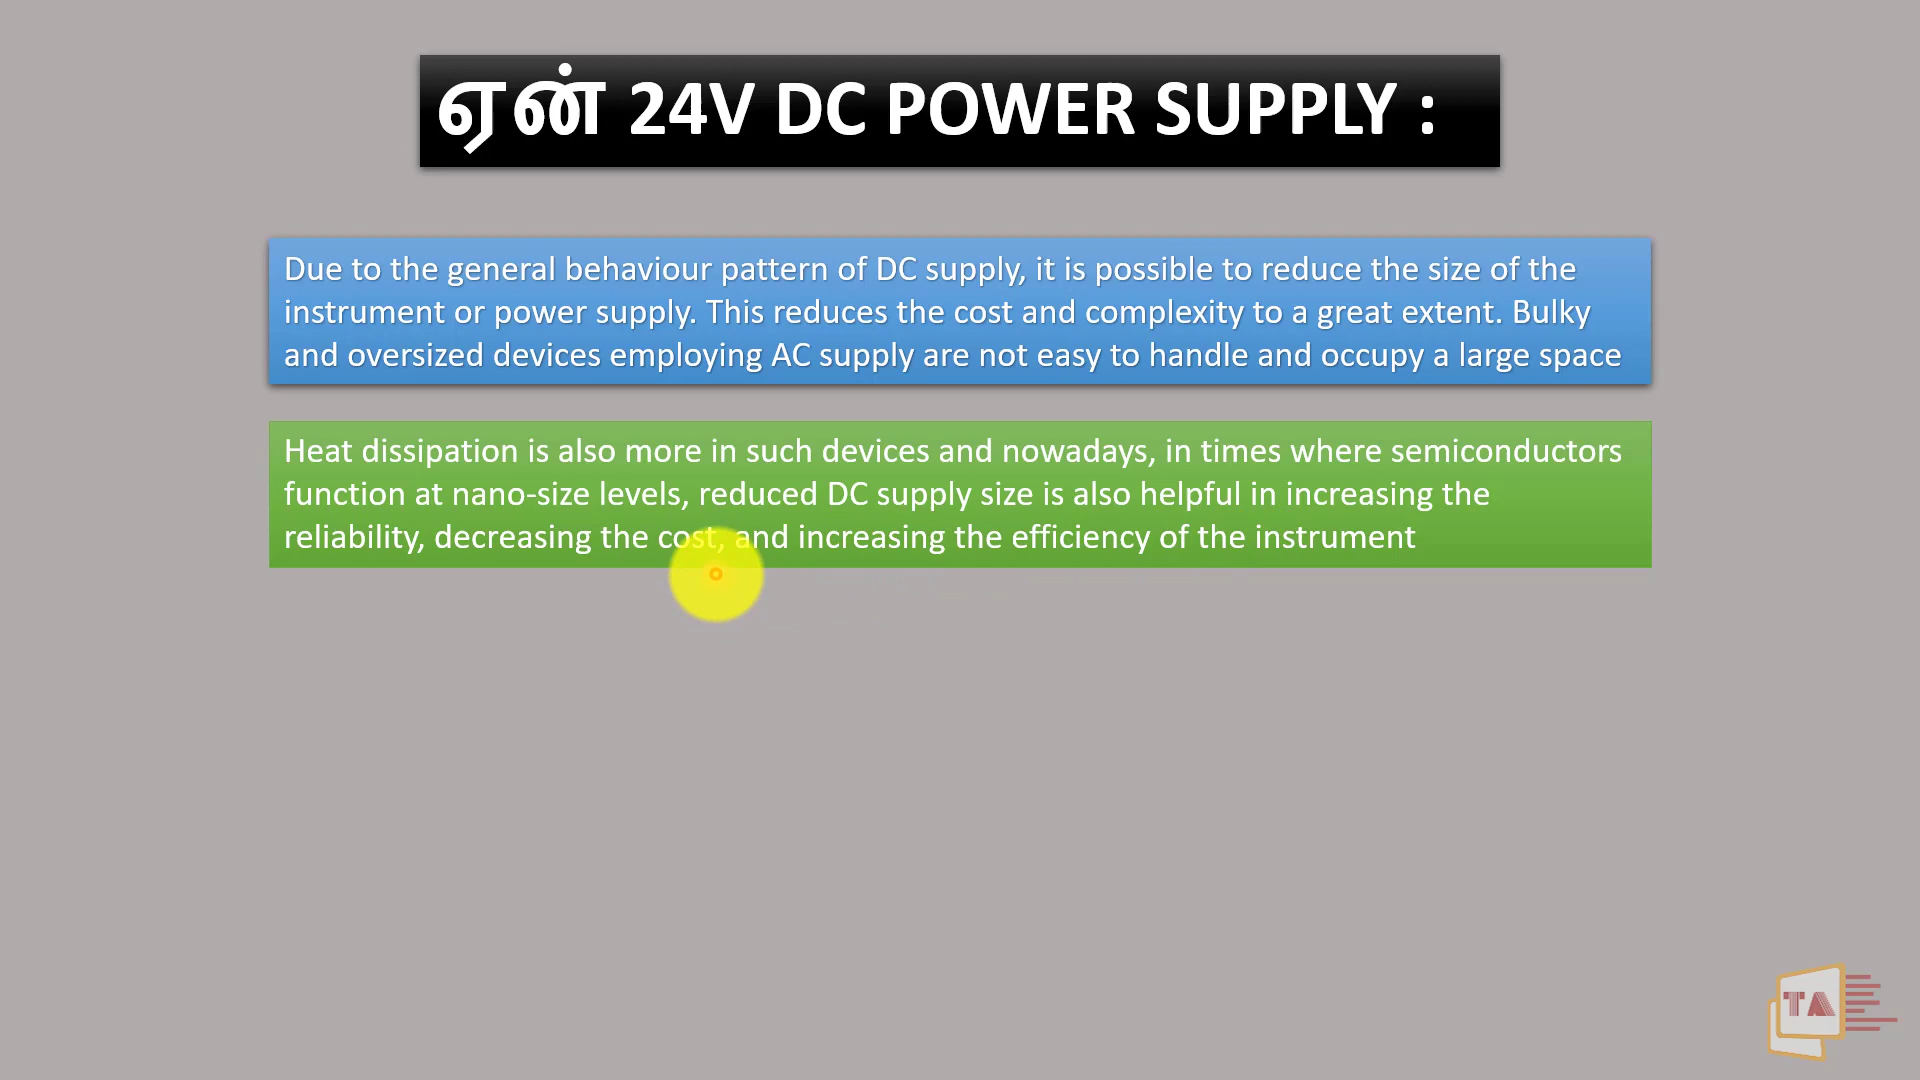 ஏன் 24V DC POWER SUPPLY :
Due to the general behaviour pattern of DC supply, it is possible to reduce the size of the
instrument or power supply. This reduces the cost and complexity to a great extent. Bulky
and oversized devices employing AC supply are not easy to handle and occupy a large space
Heat dissipation is also more in such devices and nowadays, in times where semiconductors
function at nano-size levels, reduced DC supply size is also helpful in increasing the
reliability, decreasing the cost, and increasing the efficiency of the instrument
TA